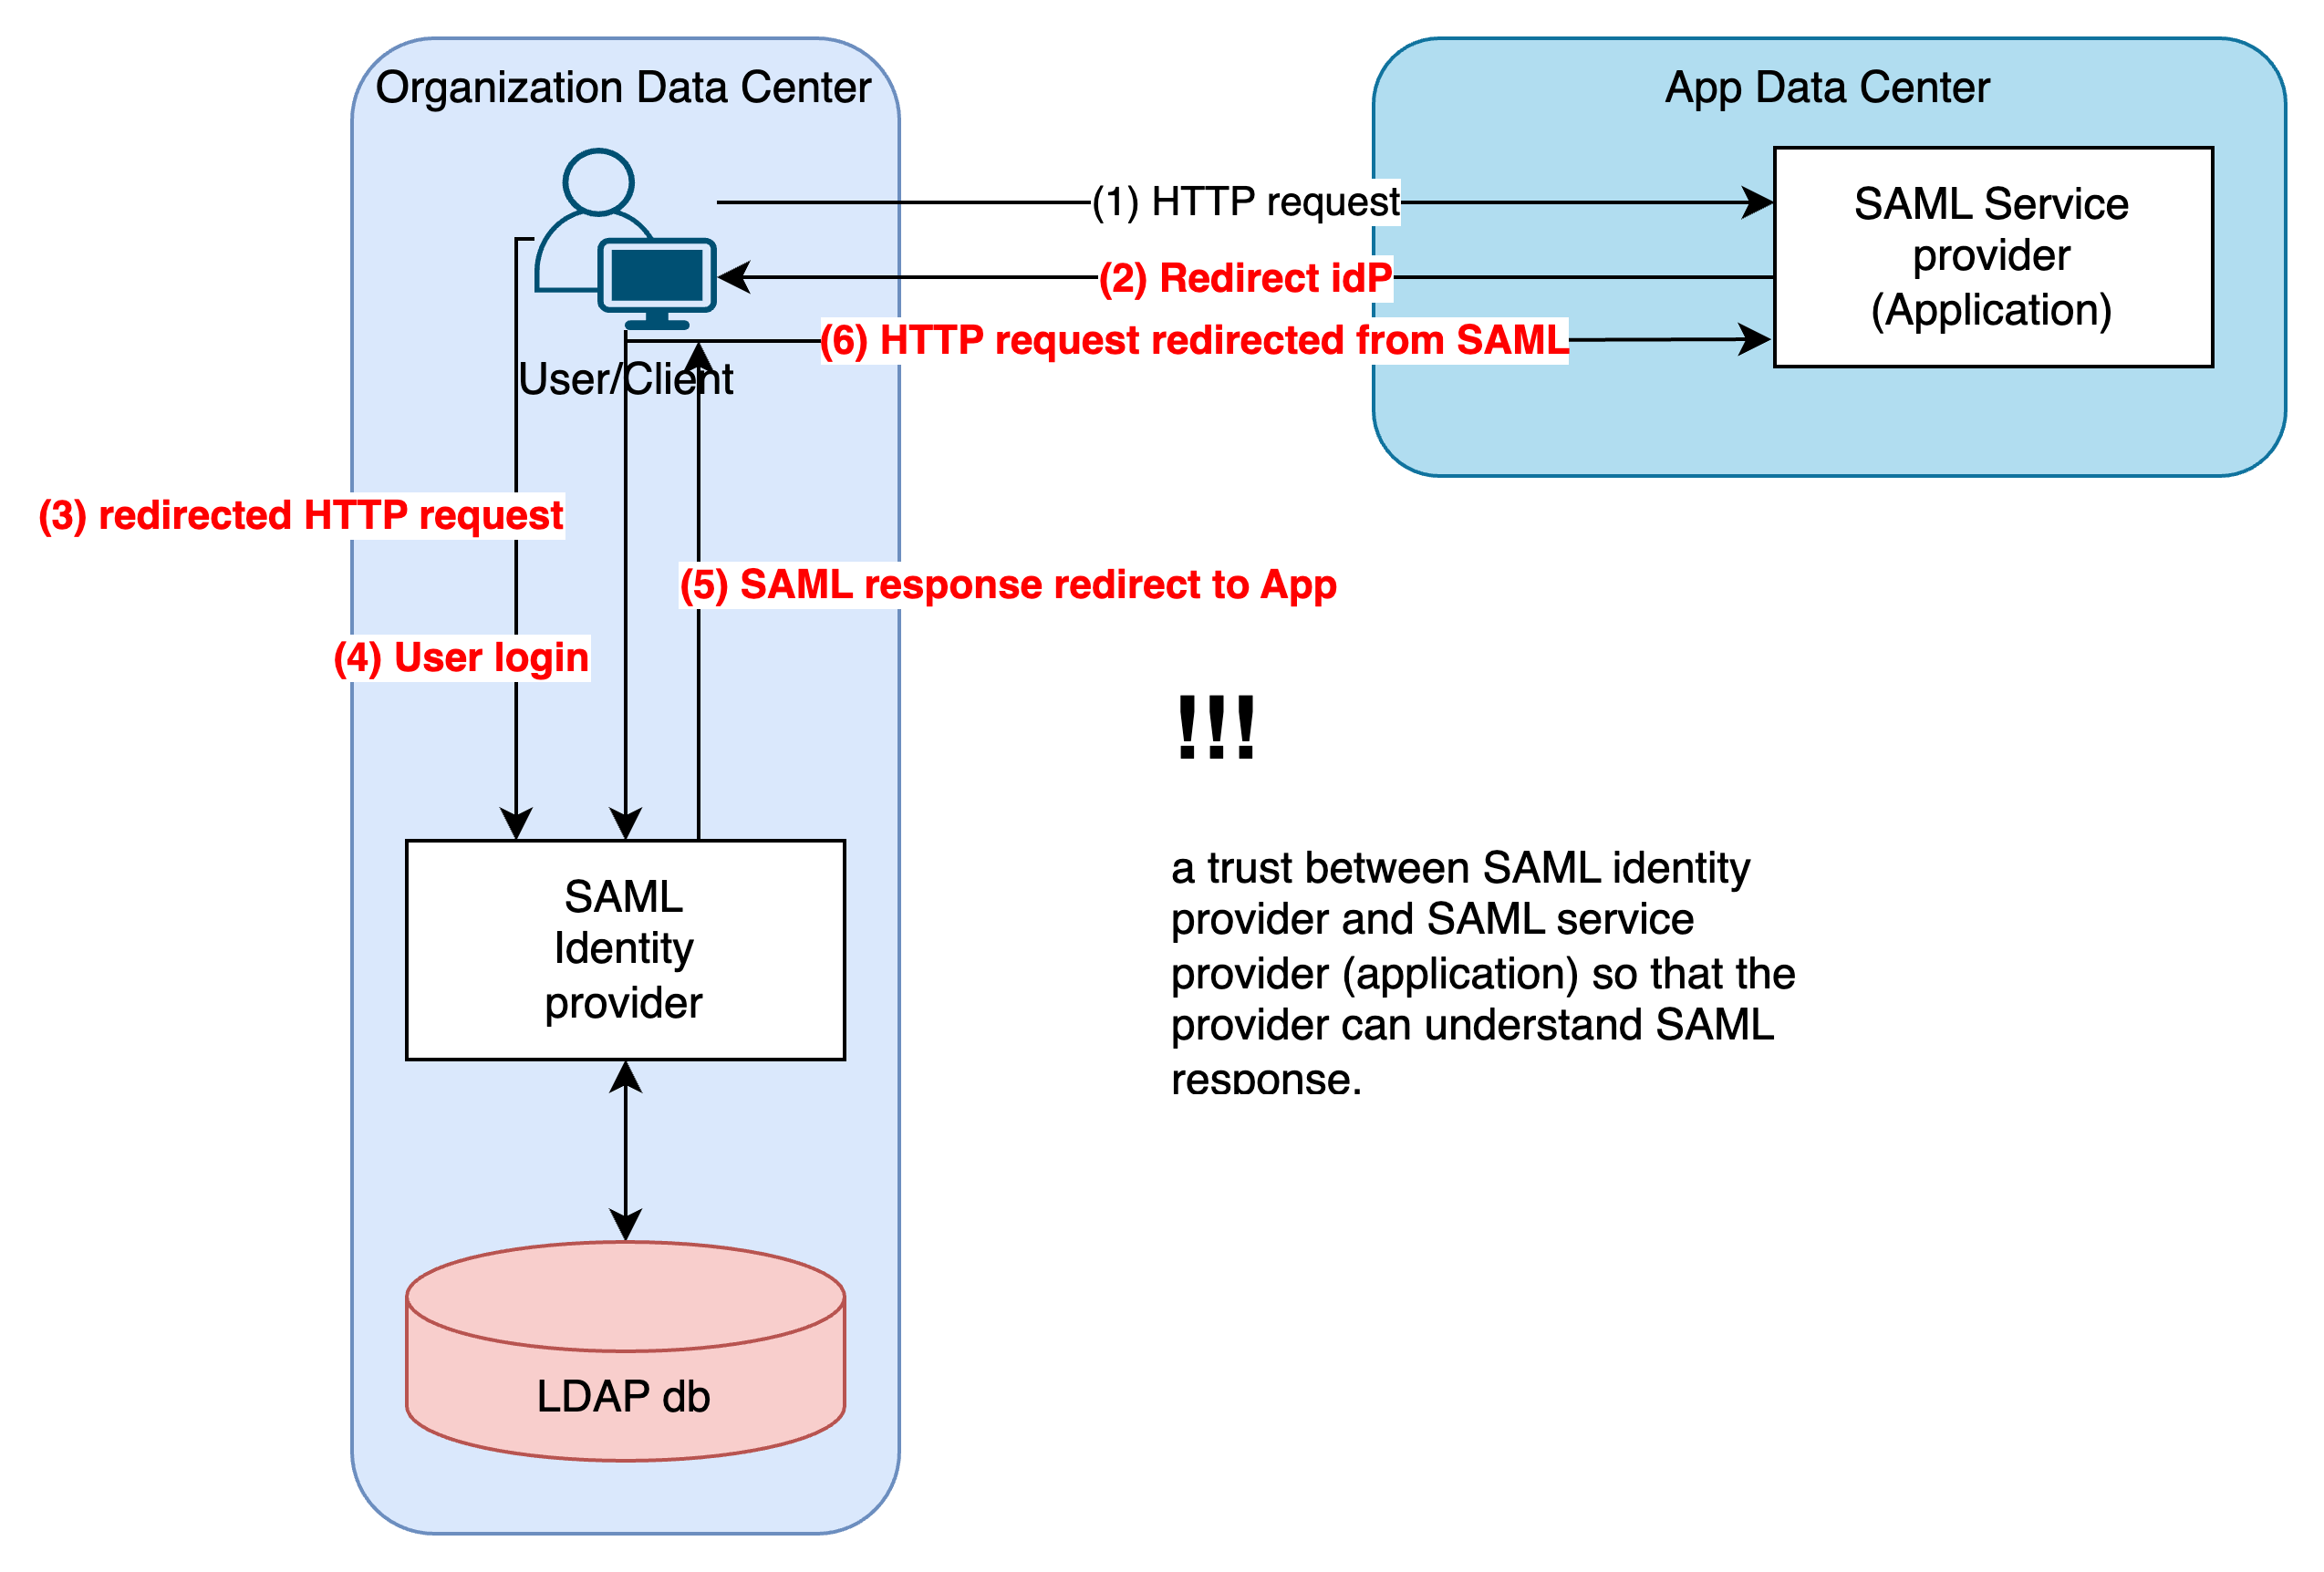 Organization Data Center
App Data Center
(1) HTTP request
SAML Service
provider
(Application)
(2) Redirect idP
(6) HTTP request redirected from SAML
User/Client
(3) redirected HTTP request
(5) SAML response redirect to App
(4) User login
!!!
a trust between SAML identity
provider and SAML service
provider (application) so that the
provider can understand SAML
response.
SAML
Identity
provider
LDAP db